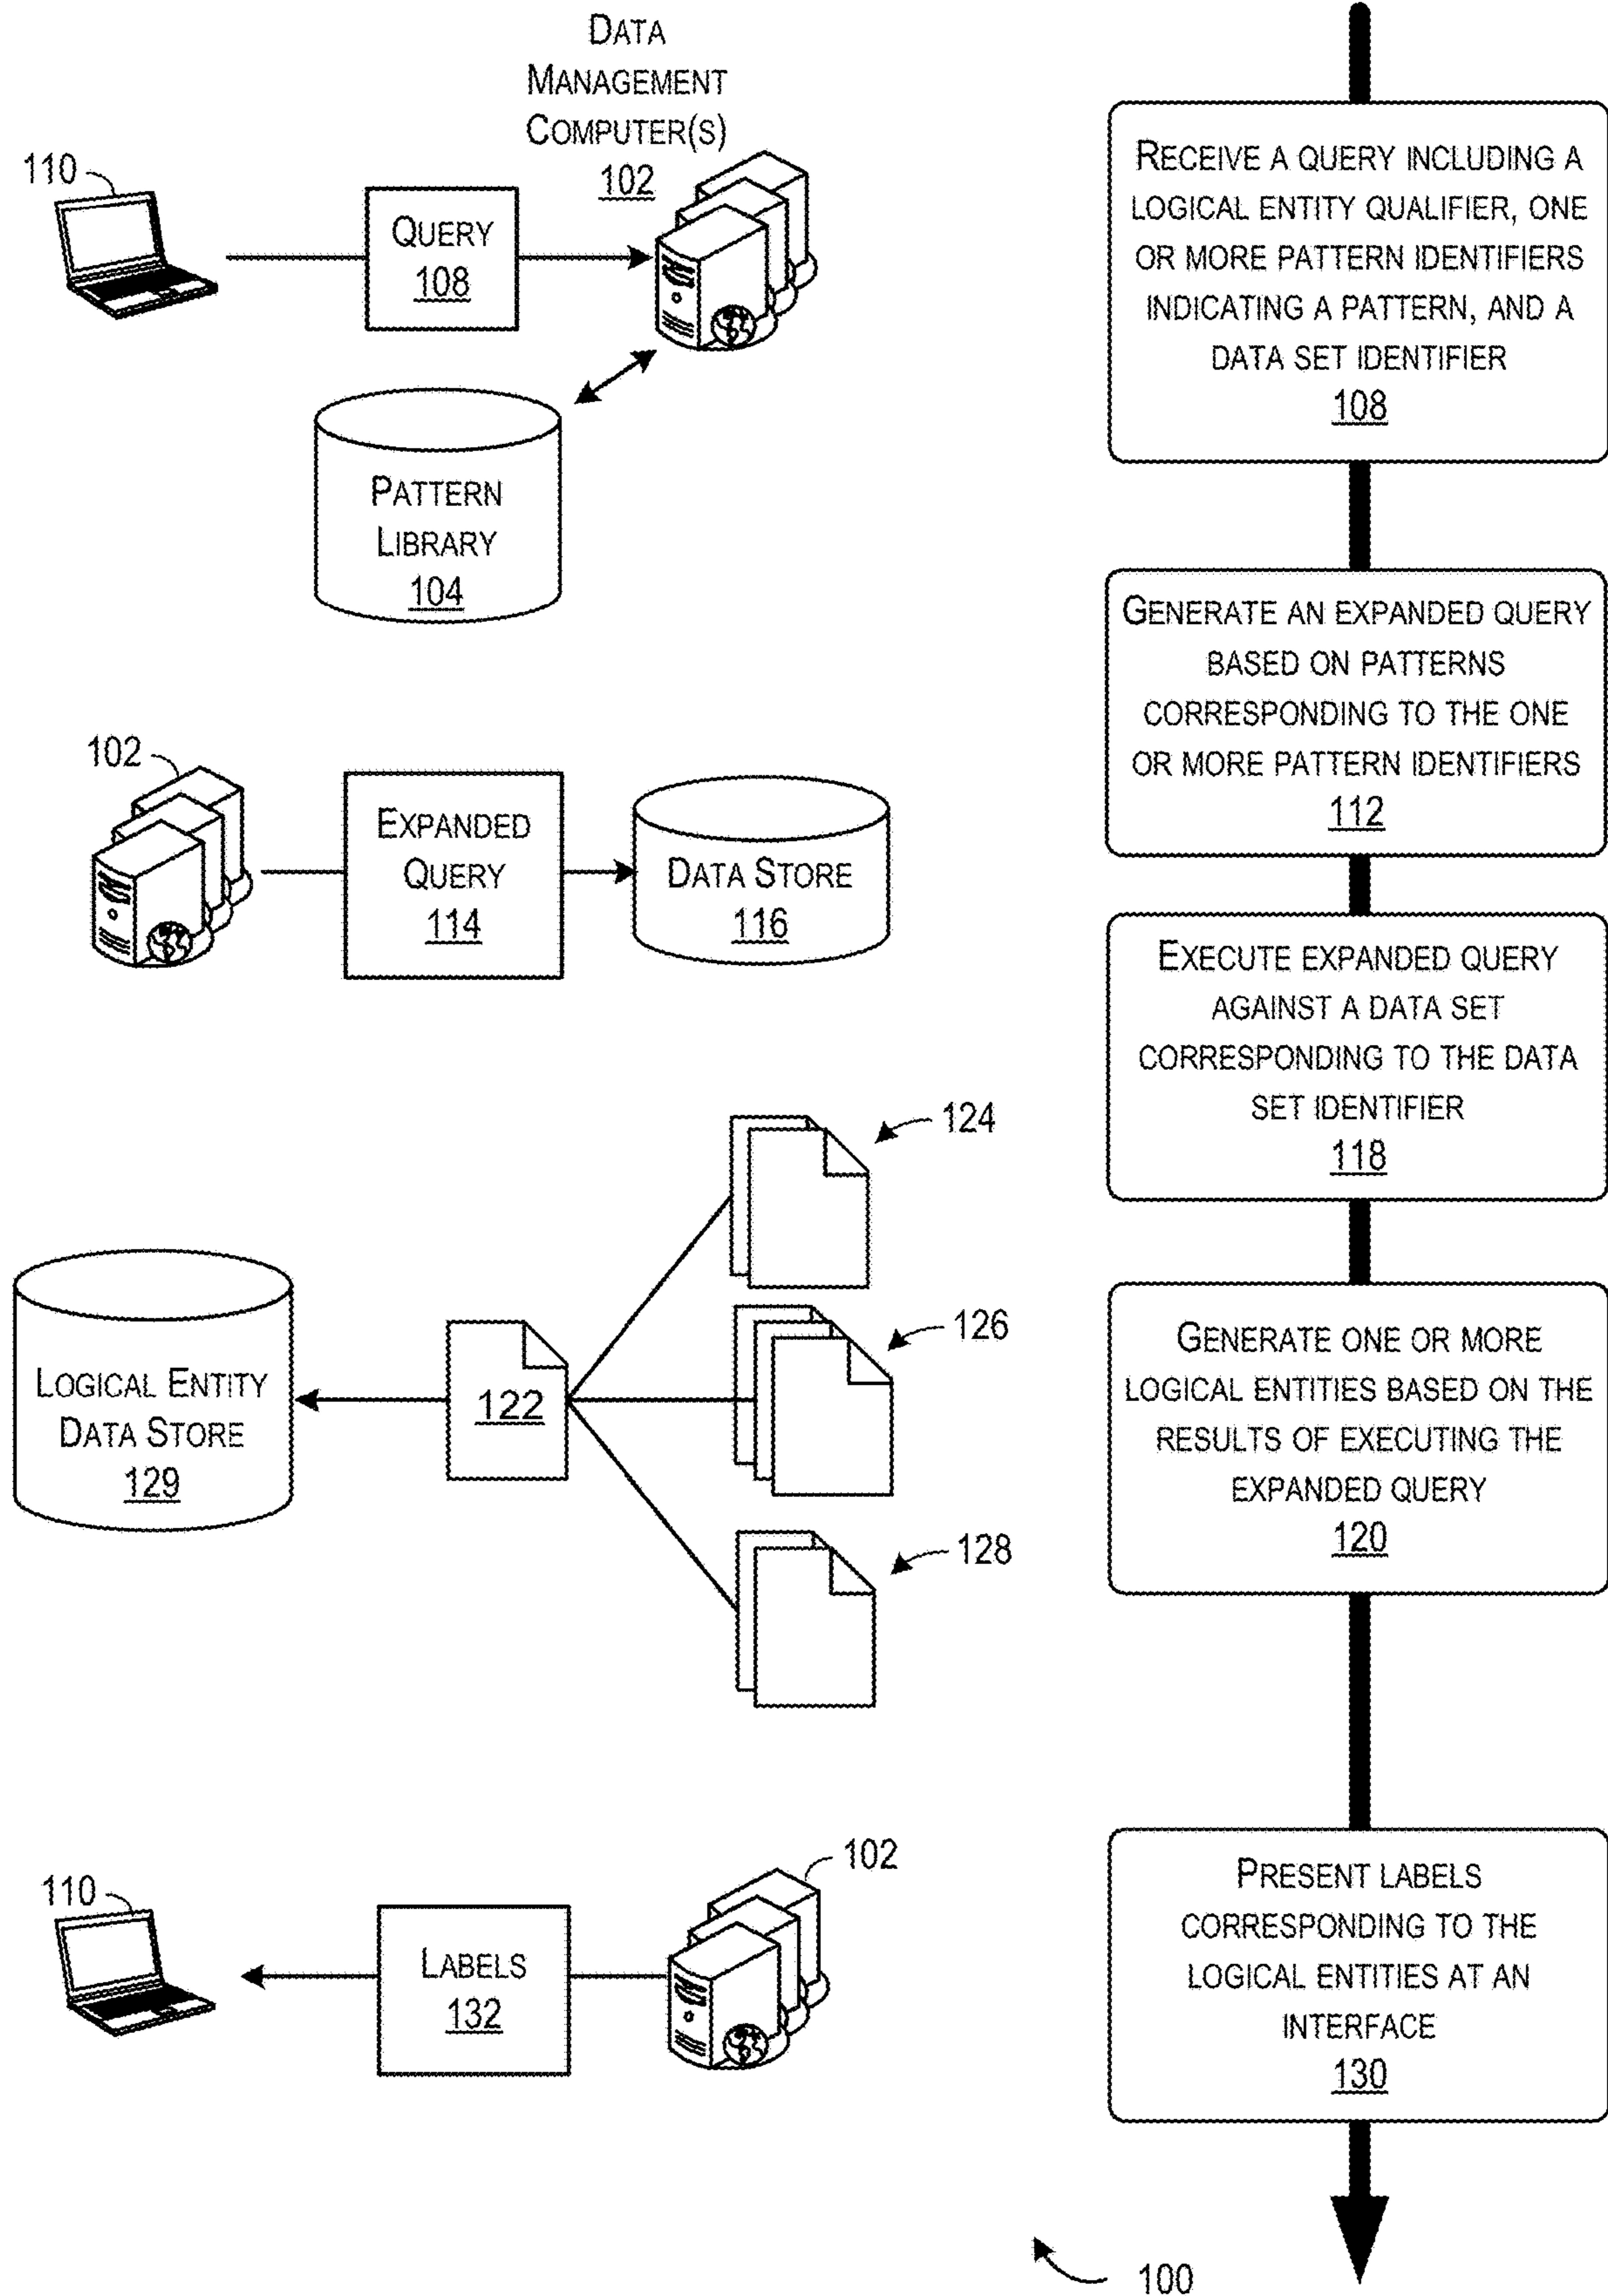 DATA
MANAGEMENT
COMPUTER(S)
102
110
QUERY
108
PATTERN
LIBRARY
104
RECEIVE A QUERY INCLUDING A
LOGICAL ENTITY QUALIFIER, ONE
OR MORE PATTERN IDENTIFIERS
INDICATING A PATTERN, AND A
DATA SET IDENTIFIER
108
102
EXPANDED
QUERY
114
DATA STORE
116
GENERATE AN EXPANDED QUERY
BASED ON PATTERNS
CORRESPONDING TO THE ONE
OR MORE PATTERN IDENTIFIERS
112
EXECUTE EXPANDED QUERY
AGAINST A DATA SET
CORRESPONDING TO THE DATA
SET IDENTIFIER
118
124
126
128
122
LOGICAL ENTITY
DATA STORE
129
GENERATE ONE OR MORE
LOGICAL ENTITIES BASED ON THE
RESULTS OF EXECUTING THE
EXPANDED QUERY
120
110
LABELS
132
102
PRESENT LABELS
CORRESPONDING TO THE
LOGICAL ENTITIES AT AN
INTERFACE
130
100